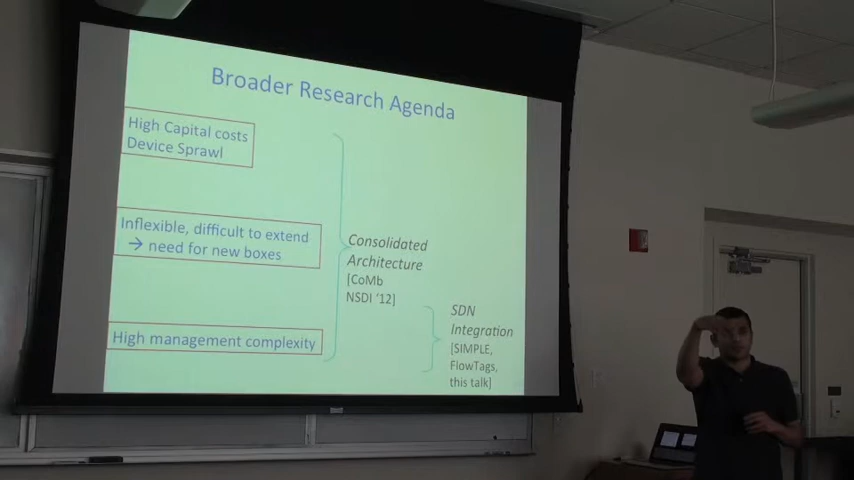 Broader Research Agenda
High Capital costs
Device Sprawl
Inflexible, difficult to extend
→ need for new boxes
High management complexity
Consolidated
Architecture
[CoMb
NSDI '12]
SDN
Integration
[SIMPLE,
FlowTags,
this talk]